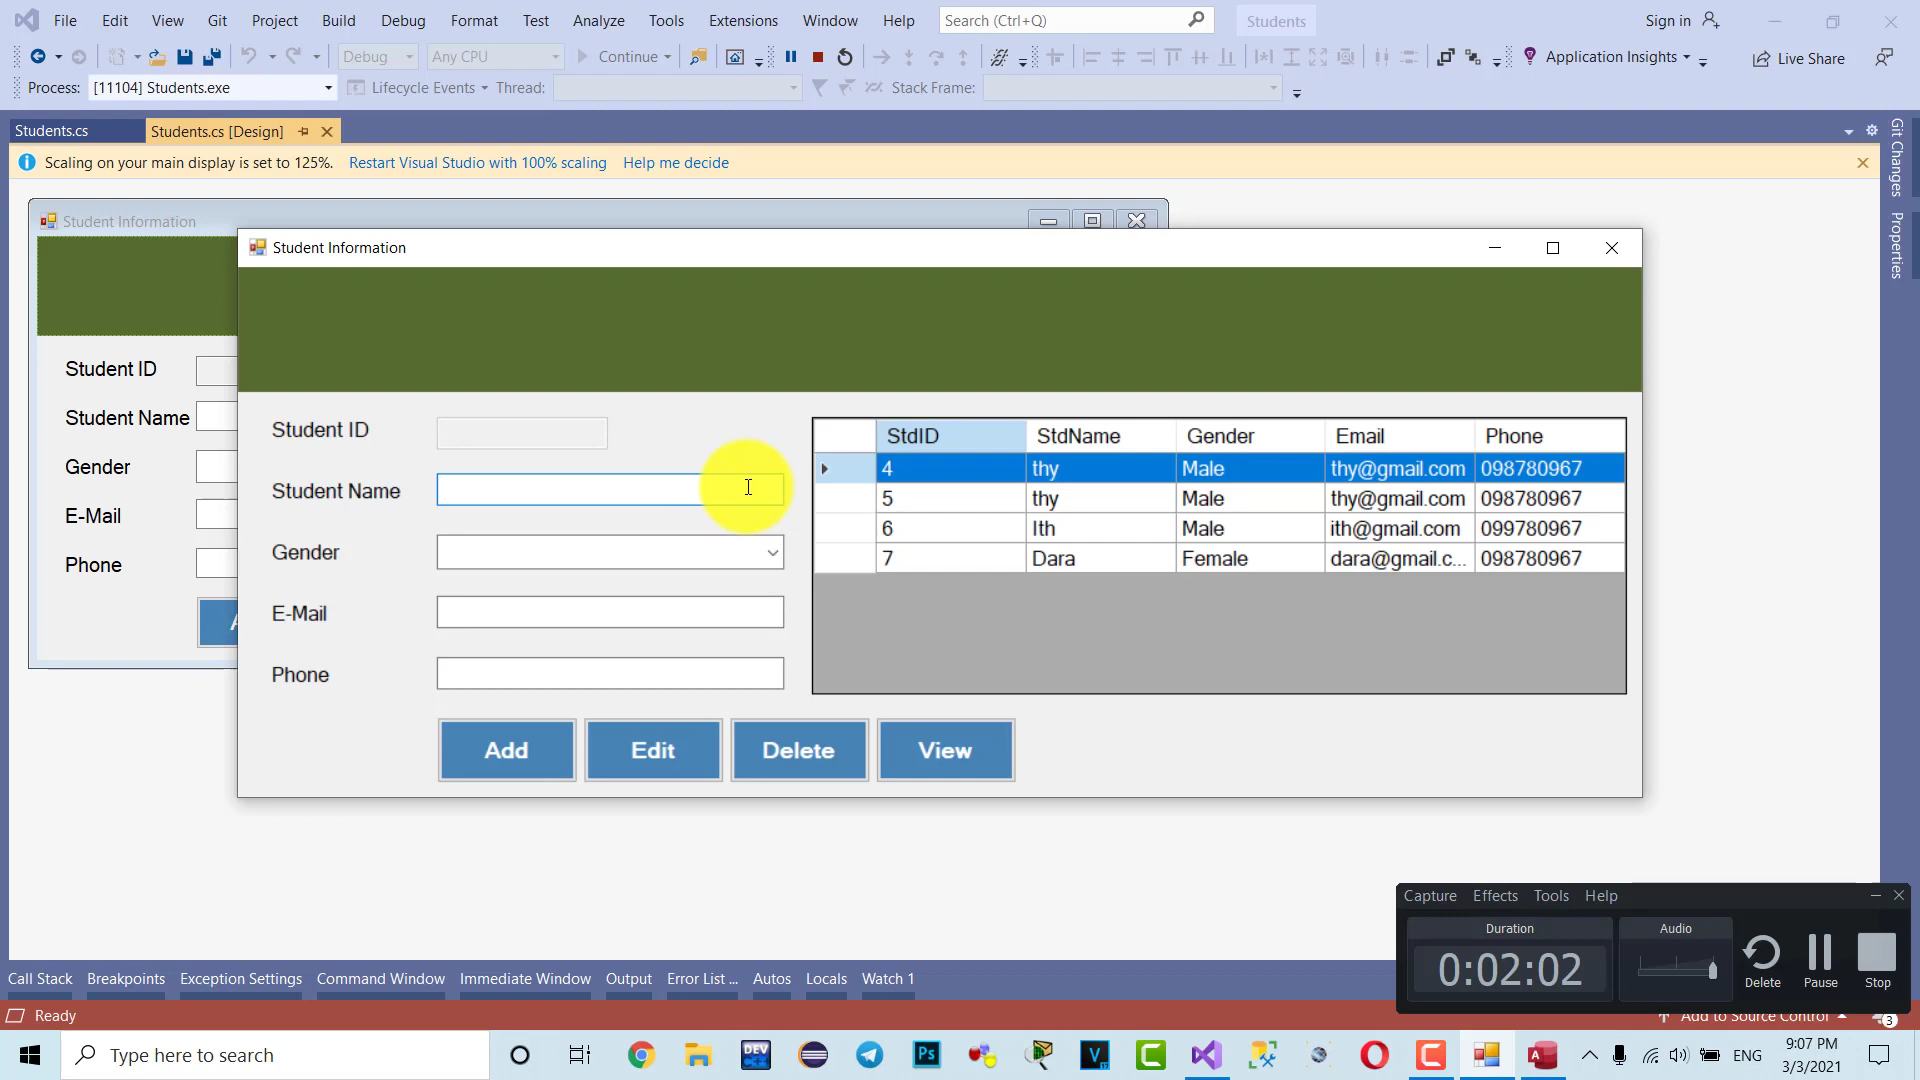 File Edit View Git Project Build Debug Format Test Analyze Tools Extensions Window Help Search (Ctrl+Q) Students Sign in
Debug Any CPU Continue Application Insights Live Share
Process: [11104] Students.exe Lifecycle Events Thread: Stack Frame:
Students.cs Students.cs [Design]
Scaling on your main display is set to 125%. Restart Visual Studio with 100% scaling Help me decide
Git Changes
Properties
Student Information
Student ID
Student Name
Gender
E-Mail
Phone
A
Student Information
Student ID
Student Name
Gender
E-Mail
Phone
StdID StdName Gender Email Phone
4 thy Male thy@gmail.com 098780967
5 thy Male thy@gmail.com 098780967
6 Ith Male ith@gmail.com 099780967
7 Dara Female dara@gmail.c... 098780967
Add Edit Delete View
Capture Effects Tools Help
Duration Audio
0:02:02
Delete Pause Stop
Call Stack Breakpoints Exception Settings Command Window Immediate Window Output Error List ... Autos Locals Watch 1
Ready Add to Source Control 3
Type here to search DEV C++ Ps V C A ENG 9:07 PM
3/3/2021